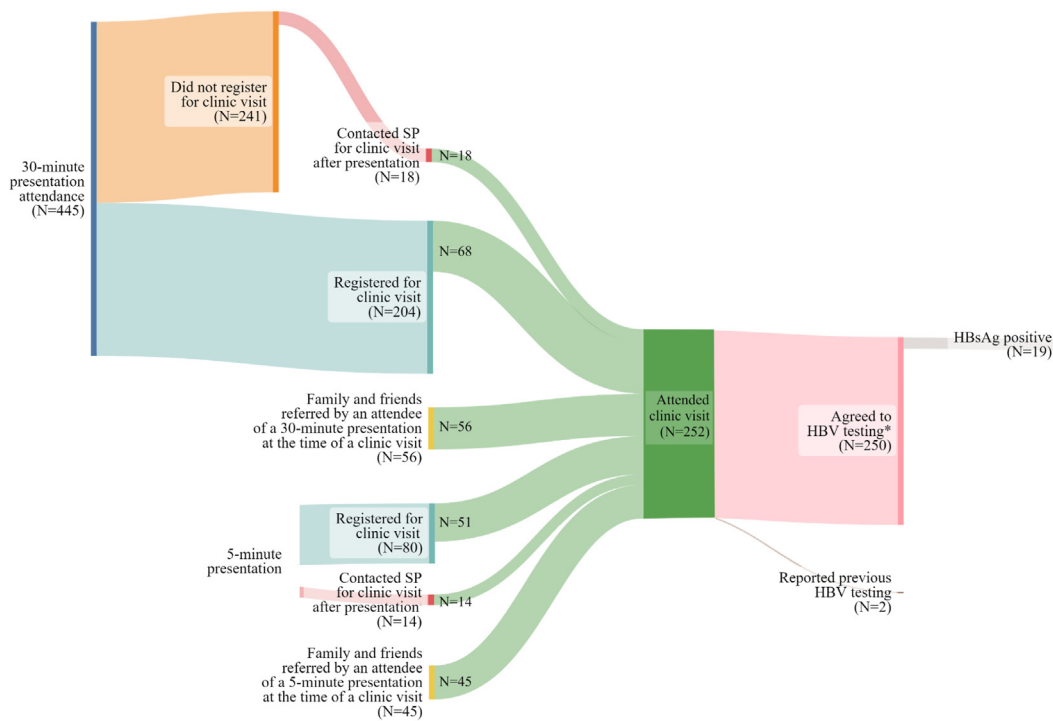 30-minute
presentation
attendance
(N=445)
Did not register
for clinic visit
(N=241)
Contacted SP
for clinic visit
after presentation
(N=18)
N=18
Registered for
clinic visit
(N=204)
N=68
Family and friends
referred by an attendee
of a 30-minute presentation
at the time of a clinic visit
(N=56)
N=56
5-minute
presentation
Registered for
clinic visit
(N=80)
N=51
Contacted SP
for clinic visit
after presentation
(N=14)
N=14
Family and friends
referred by an attendee
of a 5-minute presentation
at the time of a clinic visit
(N=45)
N=45
Attended
clinic visit
(N=252)
Agreed to
HBV testing*
(N=250)
HBsAg positive
(N=19)
Reported previous
HBV testing
(N=2)